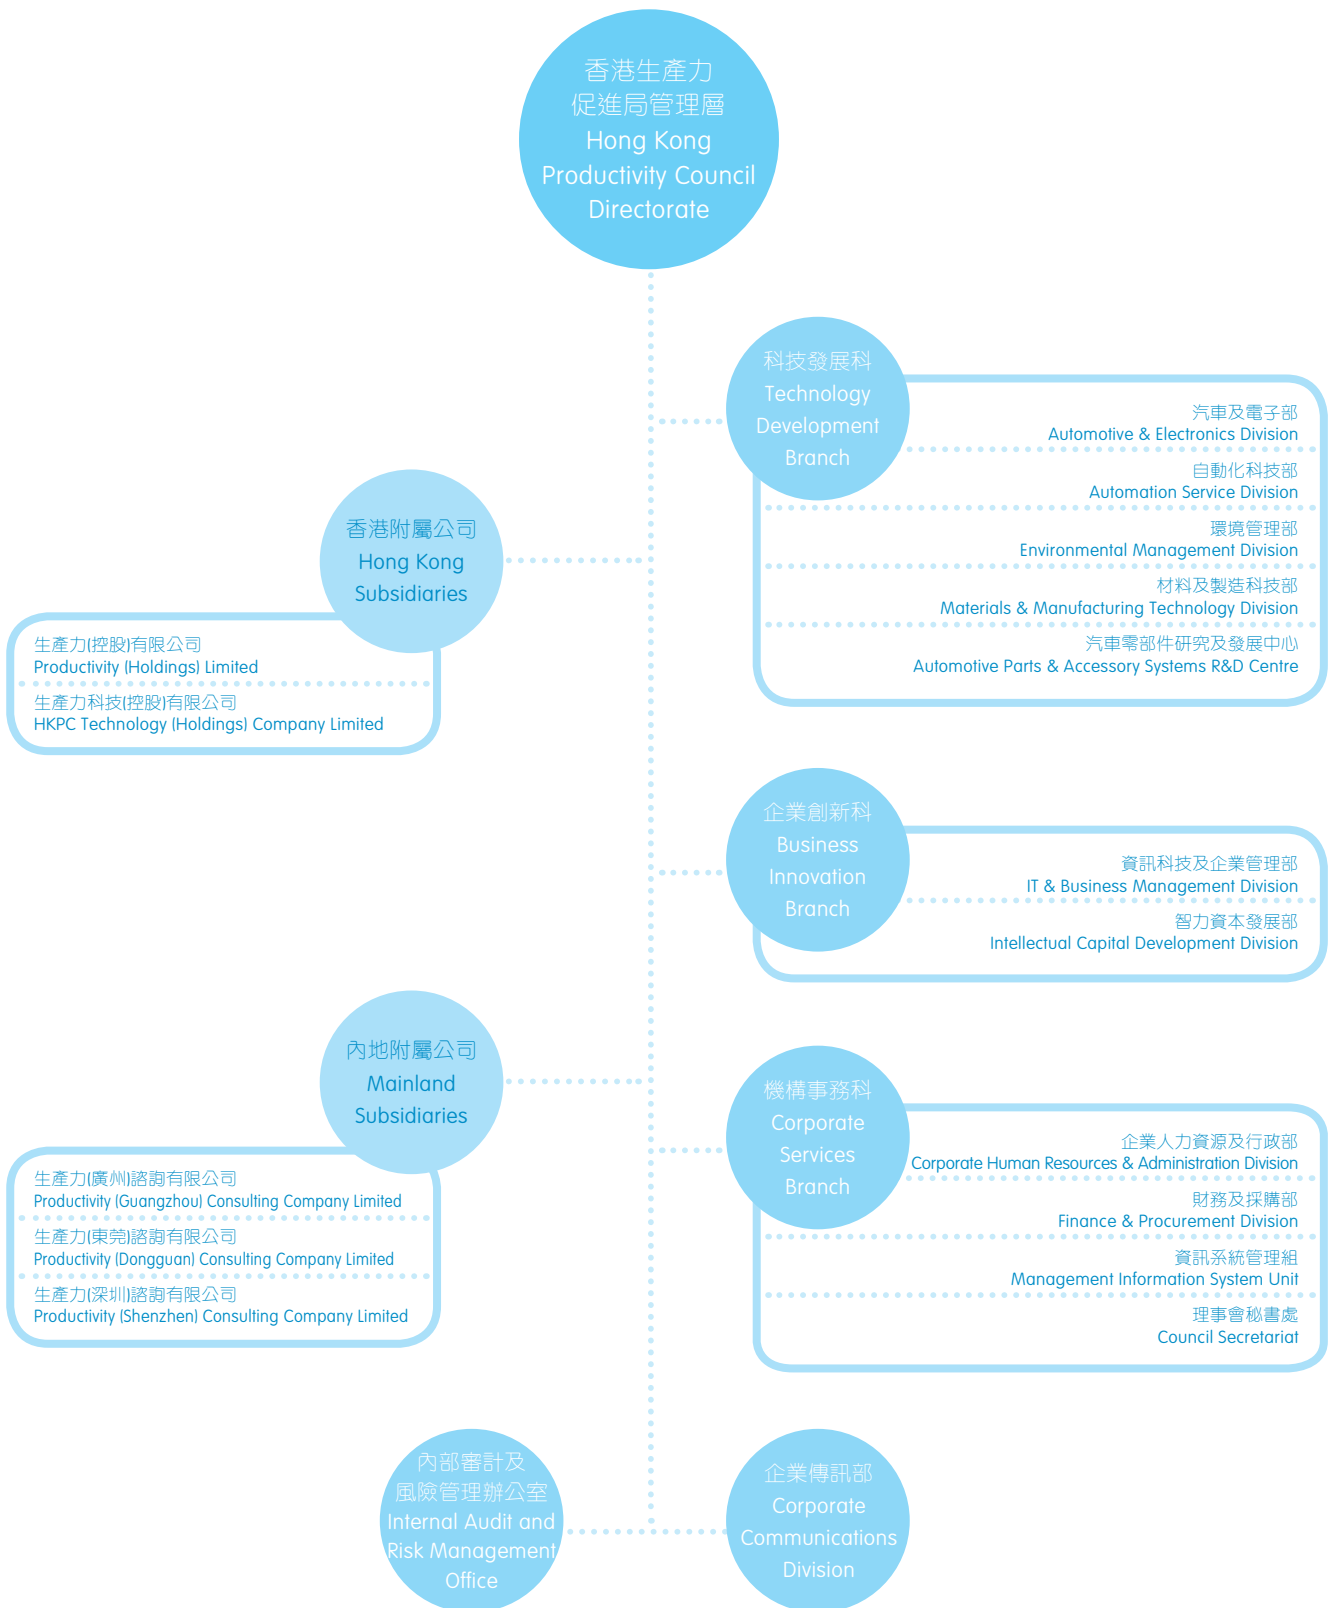 香港生產力
促進局管理層
Hong Kong
Productivity Council
Directorate
科技發展科
Technology
Development
Branch
汽車及電子部
Automotive & Electronics Division
自動化科技部
Automation Service Division
環境管理部
Environmental Management Division
材料及製造科技部
Materials & Manufacturing Technology Division
汽車零部件研究及發展中心
Automotive Parts & Accessory Systems R&D Centre
香港附屬公司
Hong Kong
Subsidiaries
生產力(控股)有限公司
Productivity (Holdings) Limited
生產力科技(控股)有限公司
HKPC Technology (Holdings) Company Limited
企業創新科
Business
Innovation
Branch
資訊科技及企業管理部
IT & Business Management Division
智力資本發展部
Intellectual Capital Development Division
內地附屬公司
Mainland
Subsidiaries
生產力(廣州)諮詢有限公司
Productivity (Guangzhou) Consulting Company Limited
生產力(東莞)諮詢有限公司
Productivity (Dongguan) Consulting Company Limited
生產力(深圳)諮詢有限公司
Productivity (Shenzhen) Consulting Company Limited
機構事務科
Corporate
Services
Branch
企業人力資源及行政部
Corporate Human Resources & Administration Division
財務及採購部
Finance & Procurement Division
資訊系統管理組
Management Information System Unit
理事會秘書處
Council Secretariat
內部審計及
風險管理辦公室
Internal Audit and
Risk Management
Office
企業傳訊部
Corporate
Communications
Division